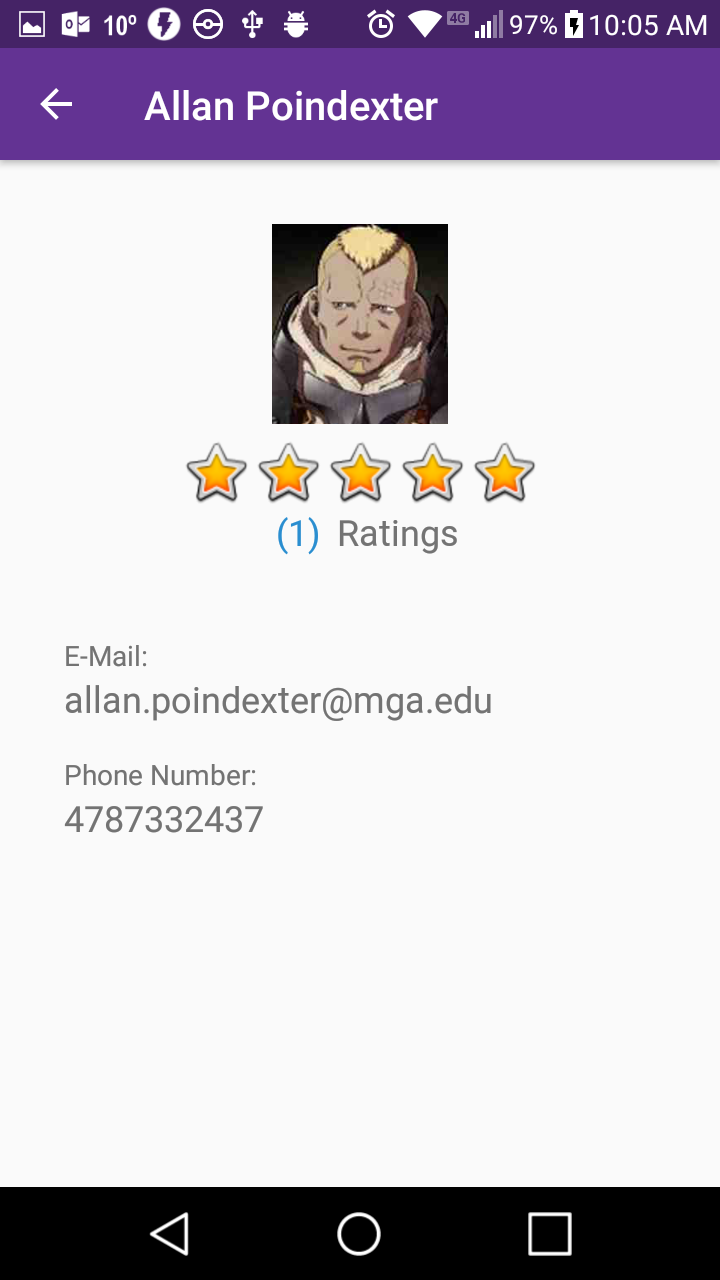 10° 4G 97% 10:05 AM
Allan Poindexter
(1) Ratings
E-Mail:
allan.poindexter@mga.edu
Phone Number:
4787332437